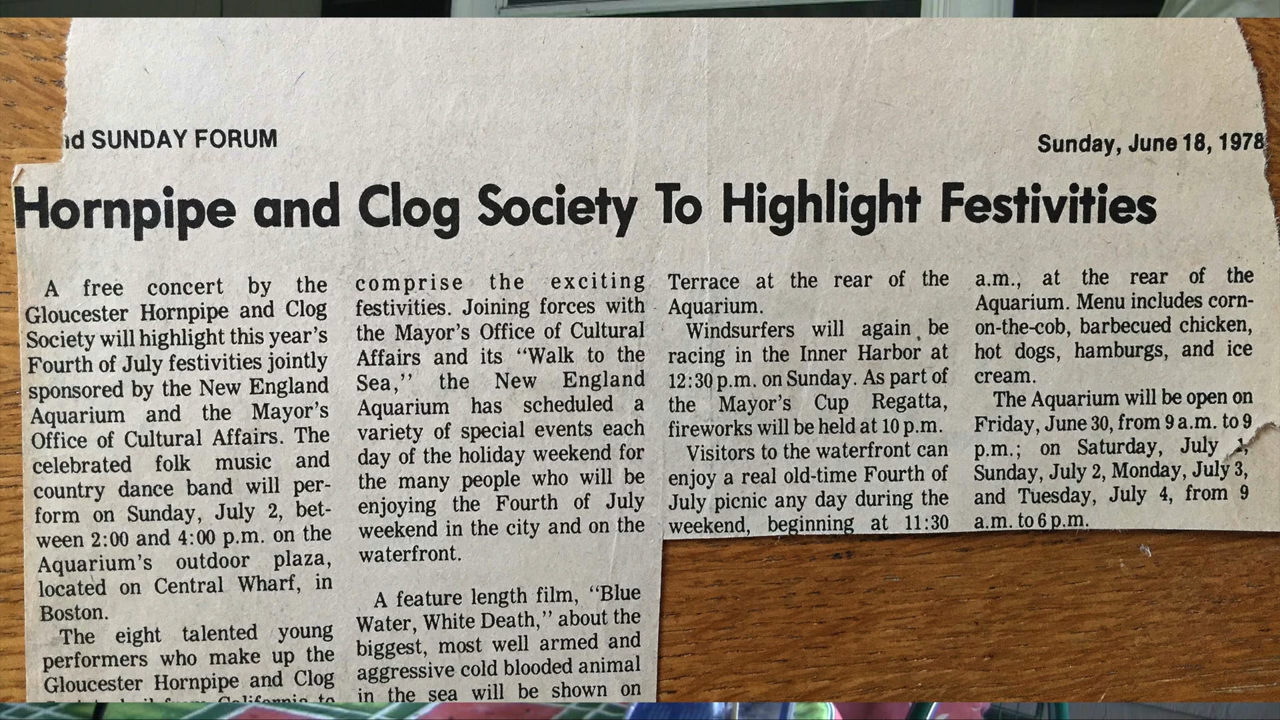 SUNDAY FORUM
Sunday, June 18, 1978
Hornpipe and Clog Society To Highlight Festivities
A free concert by the
Gloucester Hornpipe and Clog
Society will highlight this year's
Fourth of July festivities jointly
sponsored by the New England
Aquarium and the Mayor's
Office of Cultural Affairs. The
celebrated folk music and
country dance band will per-
form on Sunday, July 2, bet-
ween 2:00 and 4:00 p.m. on the
Aquarium's outdoor plaza,
located on Central Wharf, in
Boston.
The eight talented young
performers who make up the
Gloucester Hornpipe and Clog
comprise the exciting
festivities. Joining forces with
the Mayor's Office of Cultural
Affairs and its "Walk to the
Sea," the New England
Aquarium has scheduled a
variety of special events each
day of the holiday weekend for
the many people who will be
enjoying the Fourth of July
weekend in the city and on the
waterfront.
A feature length film, "Blue
Water, White Death," about the
biggest, most well armed and
aggressive cold blooded animal
in the sea will be shown on
Terrace at the rear of the
Aquarium.
Windsurfers will again be
racing in the Inner Harbor at
12:30 p.m. on Sunday. As part of
the Mayor's Cup Regatta,
fireworks will be held at 10 p.m.
Visitors to the waterfront can
enjoy a real old-time Fourth of
July picnic any day during the
weekend, beginning at 11:30
a.m., at the rear of the
Aquarium. Menu includes corn-
on-the-cob, barbecued chicken,
hot dogs, hamburgs, and ice
cream.
The Aquarium will be open on
Friday, June 30, from 9 a.m. to 9
p.m.; on Saturday, July 1,
Sunday, July 2, Monday, July 3,
and Tuesday, July 4, from 9
a.m. to 6 p.m.